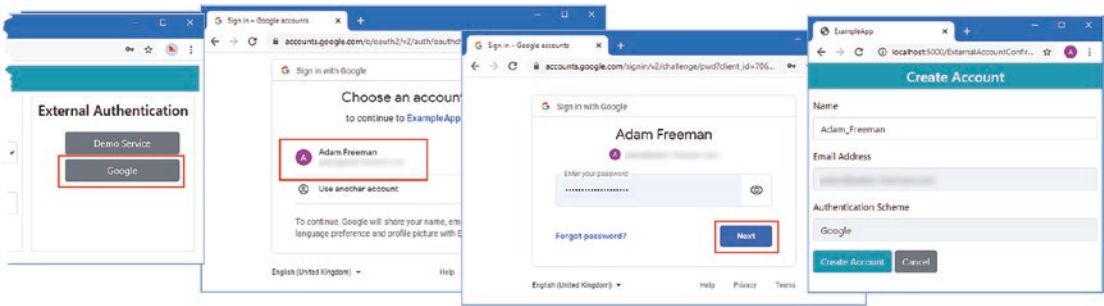 External Authentication
Demo Service
Google
Sign in – Google accounts
accounts.google.com/o/oauth2/v2/auth/oauthch
Sign in with Google
Choose an account
to continue to ExampleApp
A
Adam Freeman
Use another account
To continue, Google will share your name, em
language preference and profile picture with E
English (United Kingdom)
Help
Sign in – Google accounts
accounts.google.com/signin/v2/challenge/pwd?client_id=706...
Sign in with Google
Adam Freeman
A
Enter your password
Forgot password?
Next
English (United Kingdom)
Help
Privacy
Terms
ExampleApp
localhost:5000/ExternalAccountConfir...
A
Create Account
Name
Adam_Freeman
Email Address
Authentication Scheme
Google
Create Account
Cancel